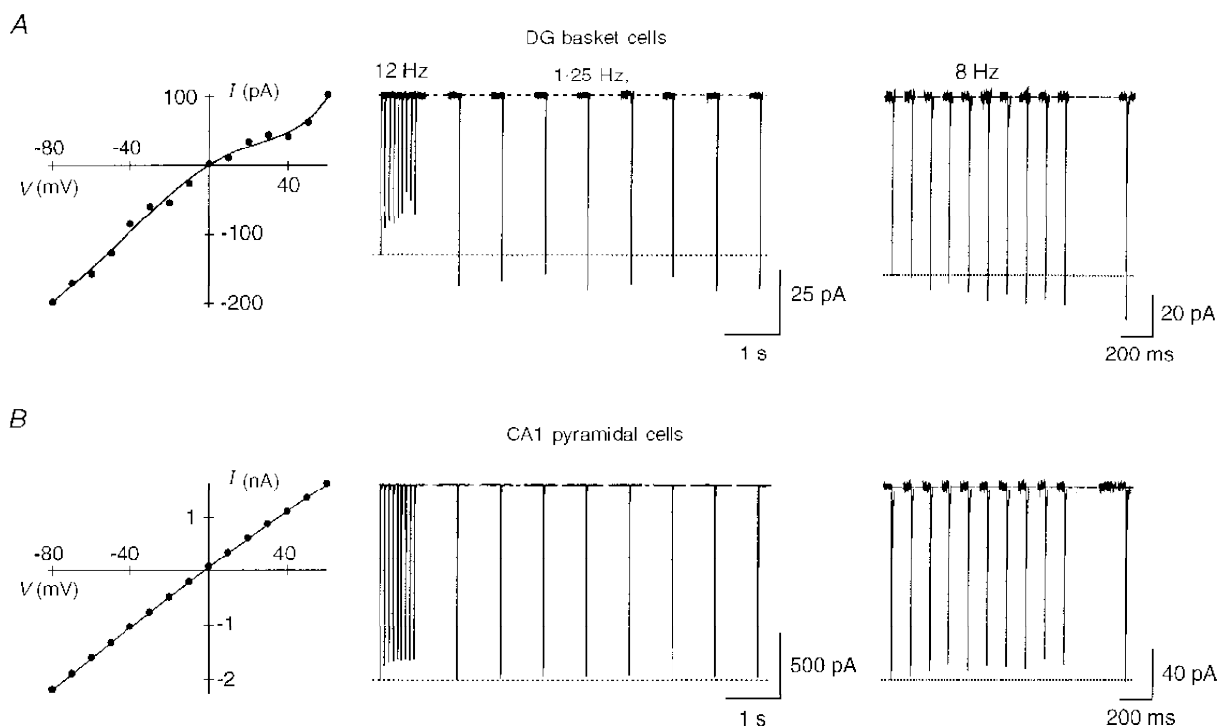 A
DG basket cells
I (pA)
100
-80
-40
40
V (mV)
-100
-200
12 Hz
1·25 Hz,
25 pA
1 s
8 Hz
20 pA
200 ms
B
CA1 pyramidal cells
I (nA)
1
-80
-40
40
V (mV)
-1
-2
500 pA
1 s
40 pA
200 ms